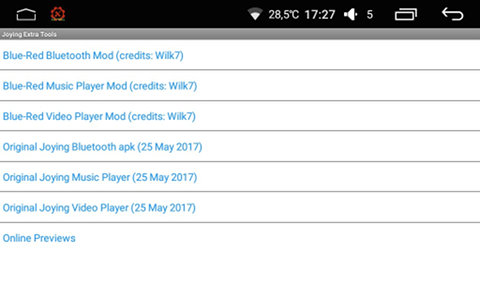 28,5°C 17:27 5
Joying Extra Tools
Blue-Red Bluetooth Mod (credits: Wilk7)
Blue-Red Music Player Mod (credits: Wilk7)
Blue-Red Video Player Mod (credits: Wilk7)
Original Joying Bluetooth apk (25 May 2017)
Original Joying Music Player (25 May 2017)
Original Joying Video Player (25 May 2017)
Online Previews